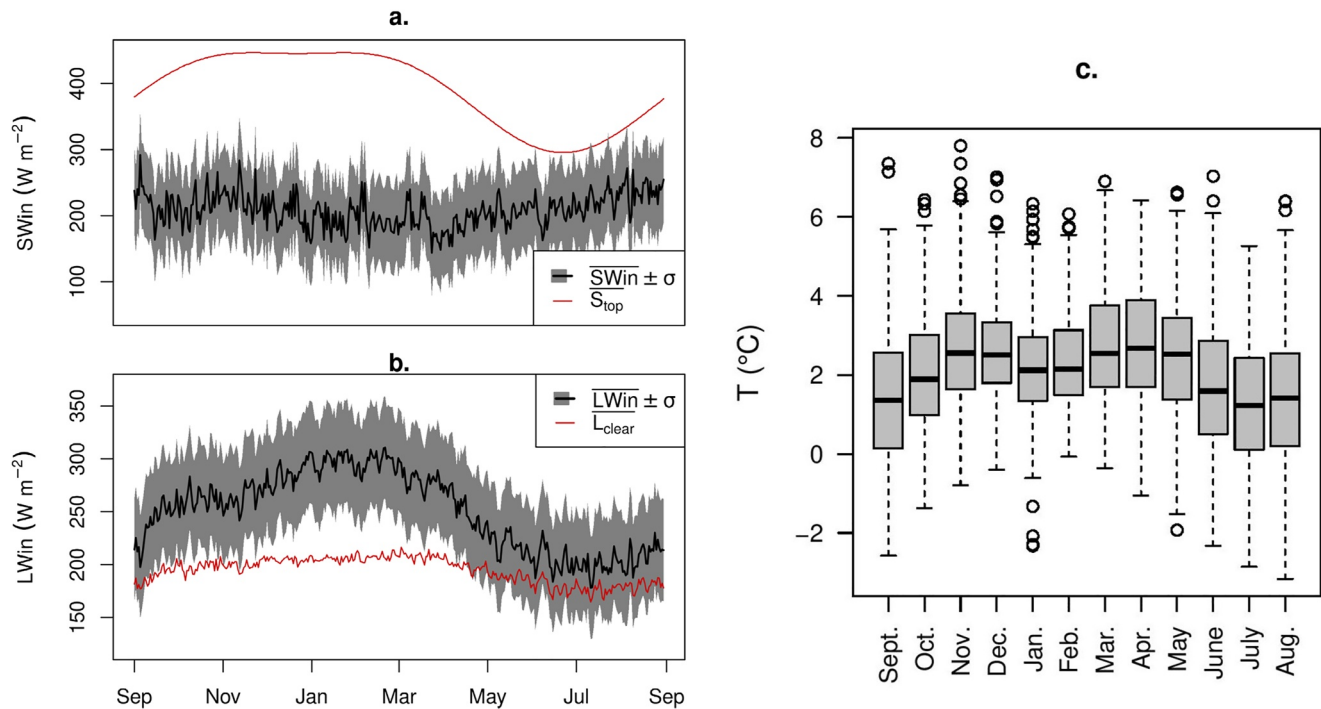 a.
SWin (W m⁻²)
400
300
200
100
SWin ± σ
S_top
b.
LWin (W m⁻²)
350
300
250
200
150
LWin ± σ
L_clear
Sep Nov Jan Mar May Jul Sep
c.
T (°C)
8
6
4
2
0
−2
Sept. Oct. Nov. Dec. Jan. Feb. Mar. Apr. May June July Aug.